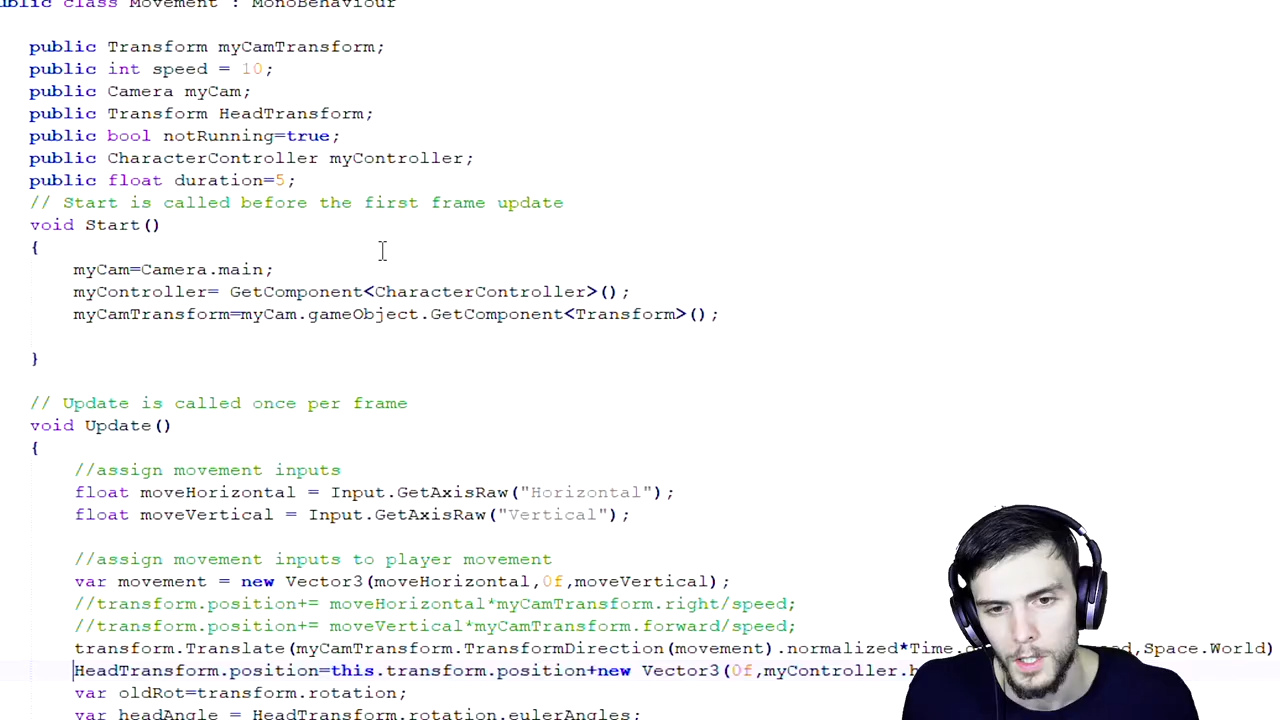 public class Movement : MonoBehaviour
public Transform myCamTransform;
public int speed = 10;
public Camera myCam;
public Transform HeadTransform;
public bool notRunning=true;
public CharacterController myController;
public float duration=5;
// Start is called before the first frame update
void Start()
{
myCam=Camera.main;
myController= GetComponent<CharacterController>();
myCamTransform=myCam.gameObject.GetComponent<Transform>();
}
// Update is called once per frame
void Update()
{
//assign movement inputs
float moveHorizontal = Input.GetAxisRaw("Horizontal");
float moveVertical = Input.GetAxisRaw("Vertical");
//assign movement inputs to player movement
var movement = new Vector3(moveHorizontal,0f,moveVertical);
//transform.position+= moveHorizontal*myCamTransform.right/speed;
//transform.position+= moveVertical*myCamTransform.forward/speed;
transform.Translate(myCamTransform.TransformDirection(movement).normalized*Time. ,Space.World)
HeadTransform.position=this.transform.position+new Vector3(0f,myController.
var oldRot=transform.rotation;
var headAngle = HeadTransform.rotation.eulerAngles;